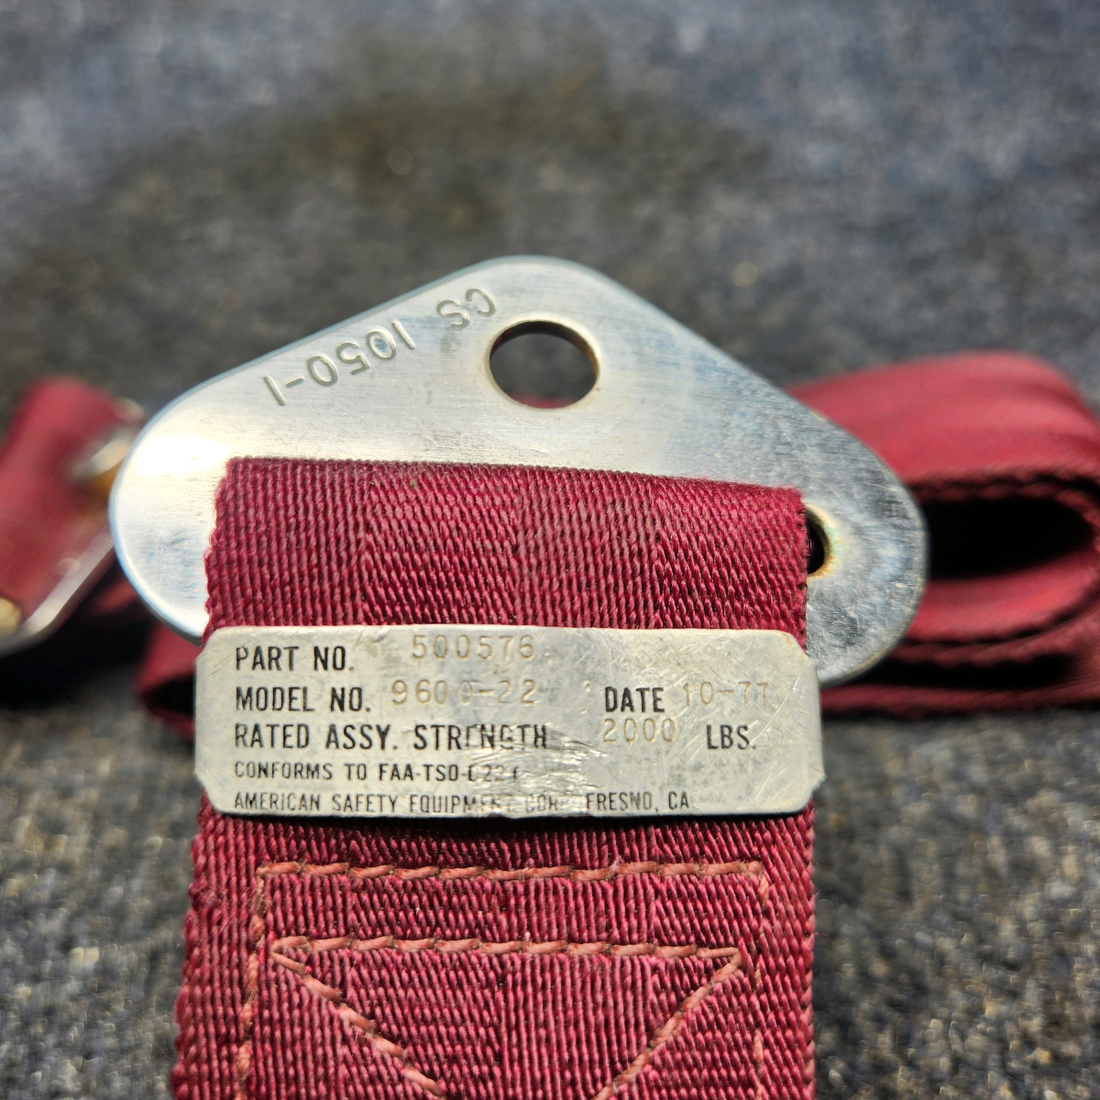 CS 1050-1
PART NO. 500576
MODEL NO. 9600-22 DATE 10-77
RATED ASSY. STRENGTH 2000 LBS.
CONFORMS TO FAA-TSO-C22f
AMERICAN SAFETY EQUIPMENT CORP. FRESNO, CA.